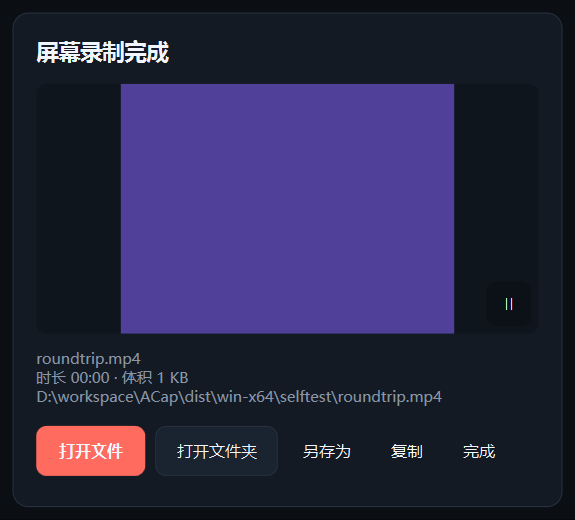 屏幕录制完成
roundtrip.mp4
时长 00:00 · 体积 1 KB
D:\workspace\ACap\dist\win-x64\selftest\roundtrip.mp4
打开文件 打开文件夹 另存为 复制 完成